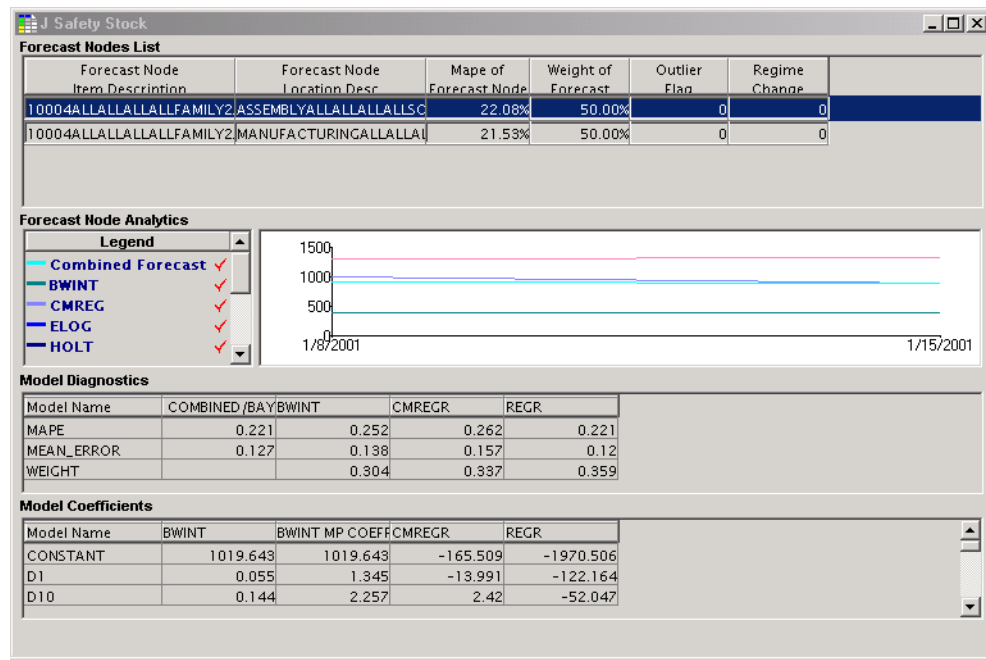 J Safety Stock
Forecast Nodes List
Forecast Node Item Description Forecast Node Location Desc Mape of Forecast Node Weight of Forecast Outlier Flag Regime Change
10004ALLALLALLALLFAMILY2 ASSEMBLYALLALLALLALLSC 22.08% 50.00% 0 0
10004ALLALLALLALLFAMILY2 MANUFACTURINGALLALLAL 21.53% 50.00% 0 0
Forecast Node Analytics
Legend
Combined Forecast
BWINT
CMREG
ELOG
HOLT
1500
1000
500
0
1/8/2001 1/15/2001
Model Diagnostics
Model Name COMBINED/BAY BWINT CMREGR REGR
MAPE 0.221 0.252 0.262 0.221
MEAN_ERROR 0.127 0.138 0.157 0.12
WEIGHT 0.304 0.337 0.359
Model Coefficients
Model Name BWINT BWINT MP COEFF CMREGR REGR
CONSTANT 1019.643 1019.643 -165.509 -1970.506
D1 0.055 1.345 -13.991 -122.164
D10 0.144 2.257 2.42 -52.047